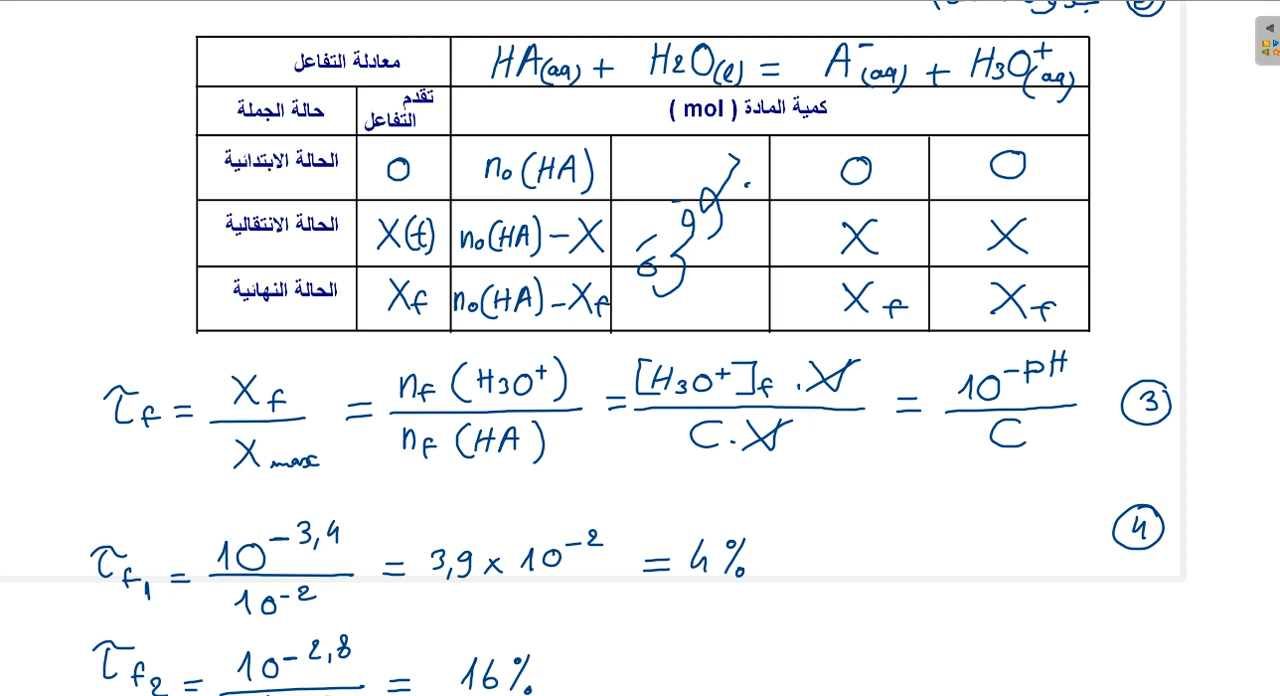 ② جدول
معادلة التفاعل HA(aq) + H2O(l) = A⁻(aq) + H3O⁺(aq)
حالة الجملة تقدم التفاعل كمية المادة ( mol )
الحالة الابتدائية 0 n₀(HA) بوفرة 0 0
الحالة الانتقالية X(t) n₀(HA)-X X X
الحالة النهائية Xf n₀(HA)-Xf Xf Xf
τf = Xf / Xmax = nf (H3O⁺) / nf (HA) = [H3O⁺]f . V / C . V = 10^-pH / C ③
④
τf₁ = 10^-3,4 / 10^-2 = 3,9 x 10^-2 = 4%
τf2 = 10^-2,8 = 16%